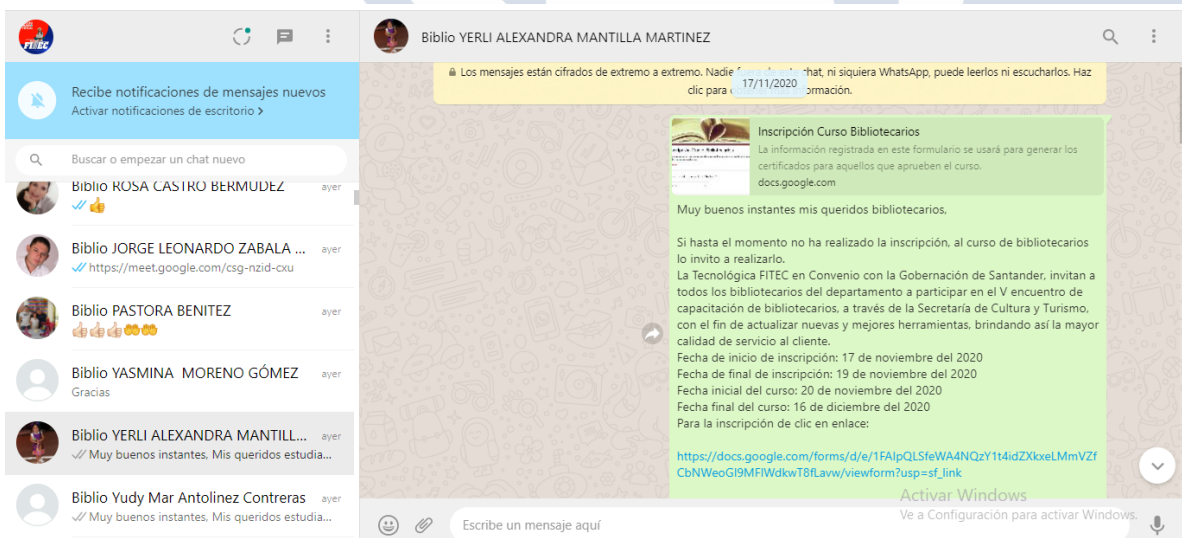 FITEC
Recibe notificaciones de mensajes nuevos
Activar notificaciones de escritorio >
Buscar o empezar un chat nuevo
Biblio ROSA CASTRO BERMUDEZ ayer
👍
Biblio JORGE LEONARDO ZABALA ... ayer
https://meet.google.com/csg-nzid-cxu
Biblio PASTORA BENITEZ ayer
👍🏻👍🏻👍🏻🤲🤲
Biblio YASMINA MORENO GÓMEZ ayer
Gracias
Biblio YERLI ALEXANDRA MANTILL... ayer
Muy buenos instantes, Mis queridos estudia...
Biblio Yudy Mar Antolinez Contreras ayer
Muy buenos instantes, Mis queridos estudia...
Biblio YERLI ALEXANDRA MANTILLA MARTINEZ
Los mensajes están cifrados de extremo a extremo. Nadie chat, ni siquiera WhatsApp, puede leerlos ni escucharlos. Haz
clic para
17/11/2020
Inscripción Curso Bibliotecarios
La información registrada en este formulario se usará para generar los
certificados para aquellos que aprueben el curso.
docs.google.com
Muy buenos instantes mis queridos bibliotecarios,
Si hasta el momento no ha realizado la inscripción, al curso de bibliotecarios
lo invito a realizarlo.
La Tecnológica FITEC en Convenio con la Gobernación de Santander, invitan a
todos los bibliotecarios del departamento a participar en el V encuentro de
capacitación de bibliotecarios, a través de la Secretaría de Cultura y Turismo,
con el fin de actualizar nuevas y mejores herramientas, brindando así la mayor
calidad de servicio al cliente.
Fecha de inicio de inscripción: 17 de noviembre del 2020
Fecha de final de inscripción: 19 de noviembre del 2020
Fecha inicial del curso: 20 de noviembre del 2020
Fecha final del curso: 16 de diciembre del 2020
Para la inscripción de clic en enlace:
https://docs.google.com/forms/d/e/1FAIpQLSfeWA4NQzY1t4idZXkxeLMmVZf
CbNWeoGI9MFIWdkwT8fLavw/viewform?usp=sf_link
Activar Windows
Ve a Configuración para activar Windows.
Escribe un mensaje aquí